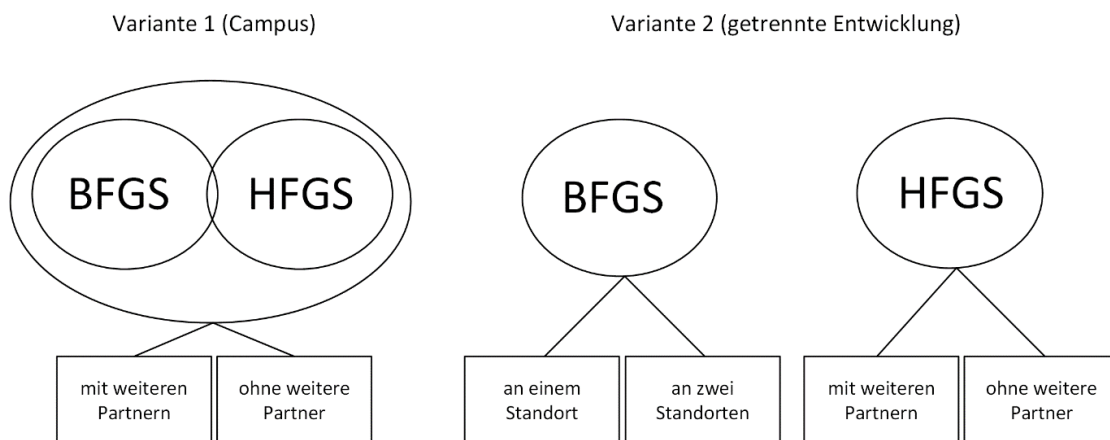 Variante 1 (Campus)
Variante 2 (getrennte Entwicklung)
BFGS
HFGS
BFGS
HFGS
mit weiteren
Partnern
ohne weitere
Partner
an einem
Standort
an zwei
Standorten
mit weiteren
Partnern
ohne weitere
Partner